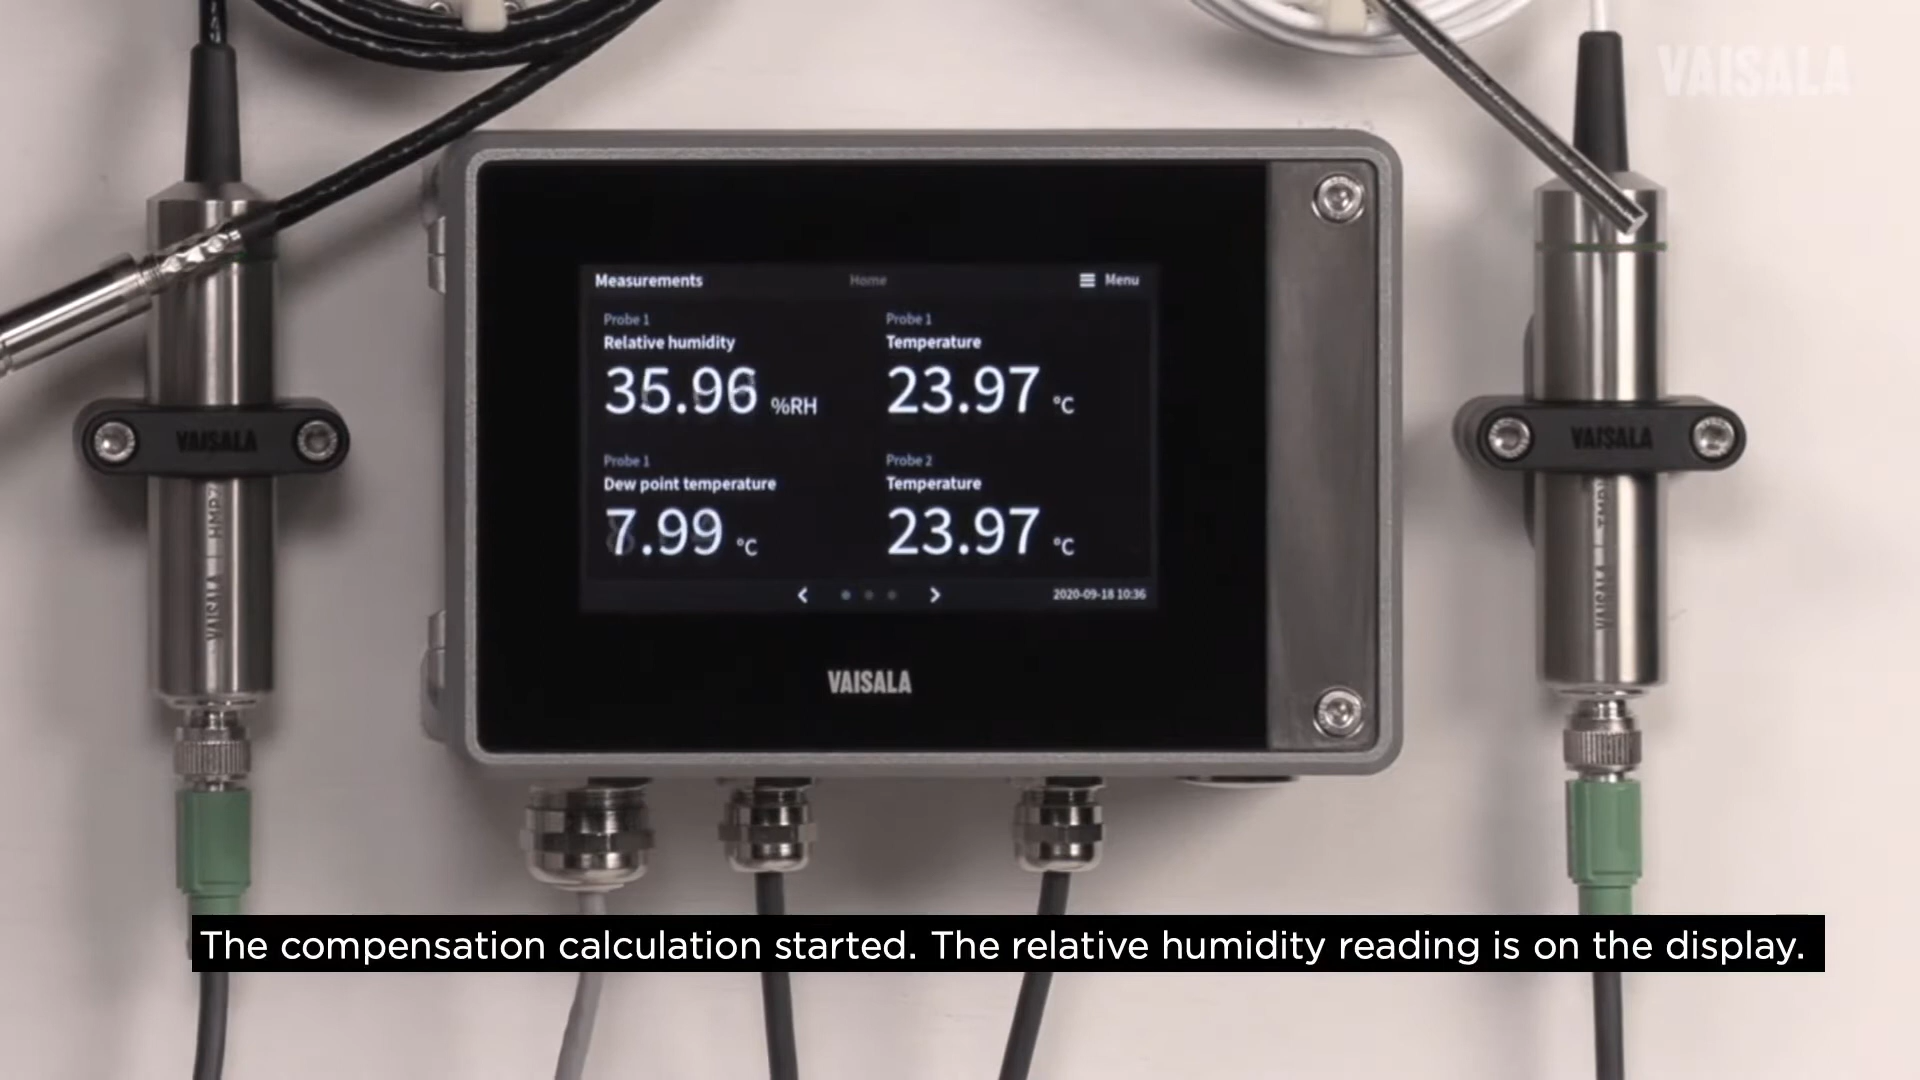 VAISALA
Measurements Home Menu
Probe 1
Relative humidity
35.96 %RH
Probe 1
Temperature
23.97 °C
Probe 1
Dew point temperature
7.99 °C
Probe 2
Temperature
23.97 °C
2020-09-18 10:36
VAISALA
VAISALA
VAISALA
VAISALA
VAISALA
The compensation calculation started. The relative humidity reading is on the display.